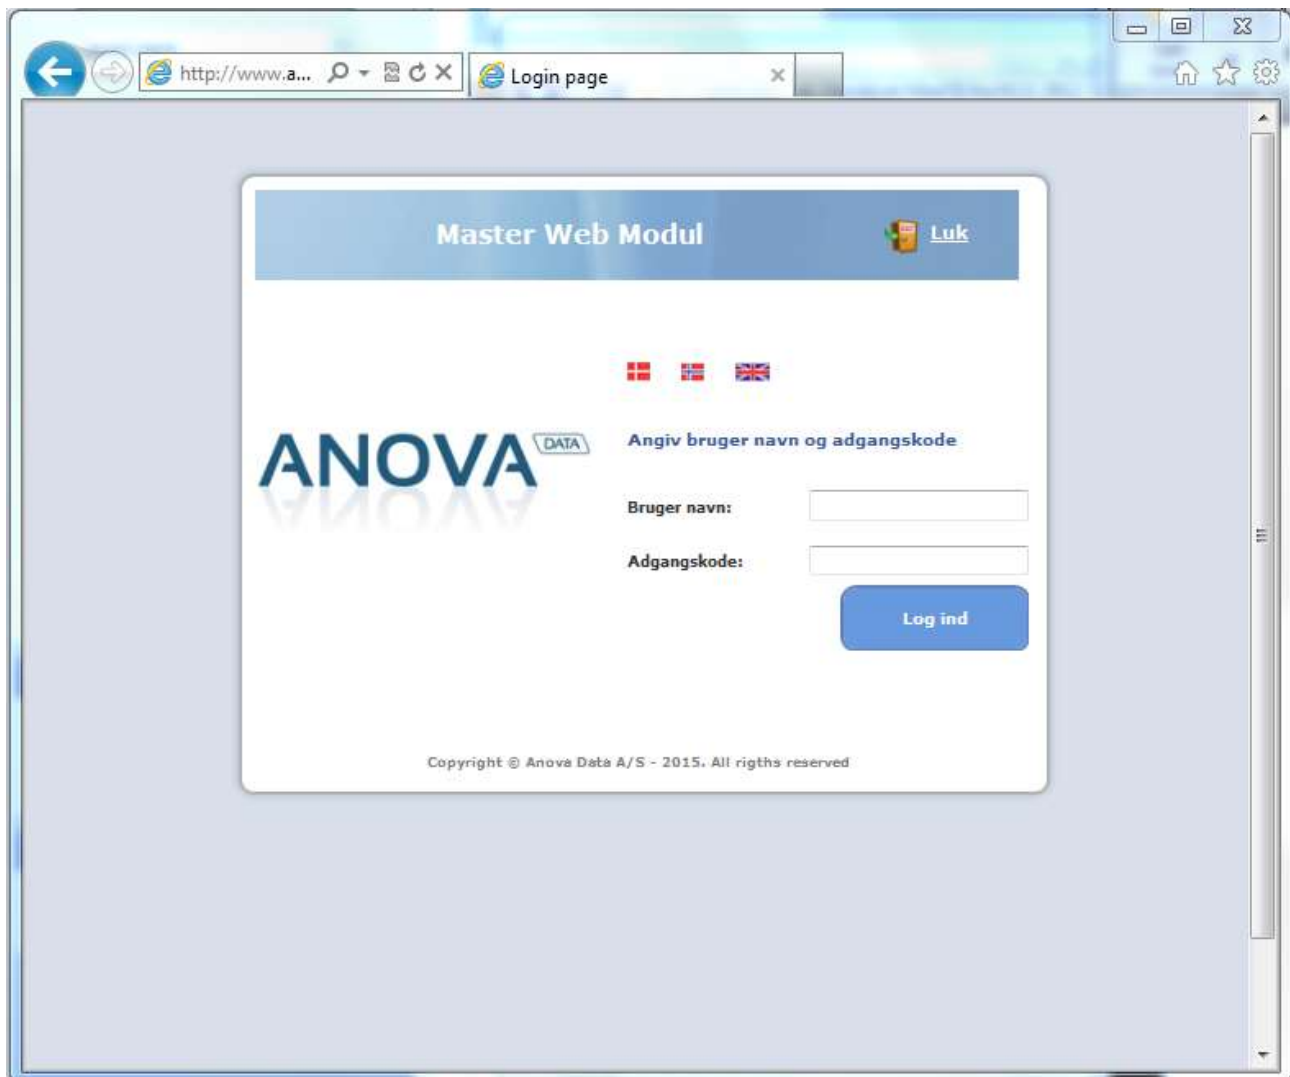 http://www.a...
Login page
Master Web Modul
Luk
ANOVA DATA
Angiv bruger navn og adgangskode
Bruger navn:
Adgangskode:
Log ind
Copyright © Anova Data A/S - 2015. All rigths reserved